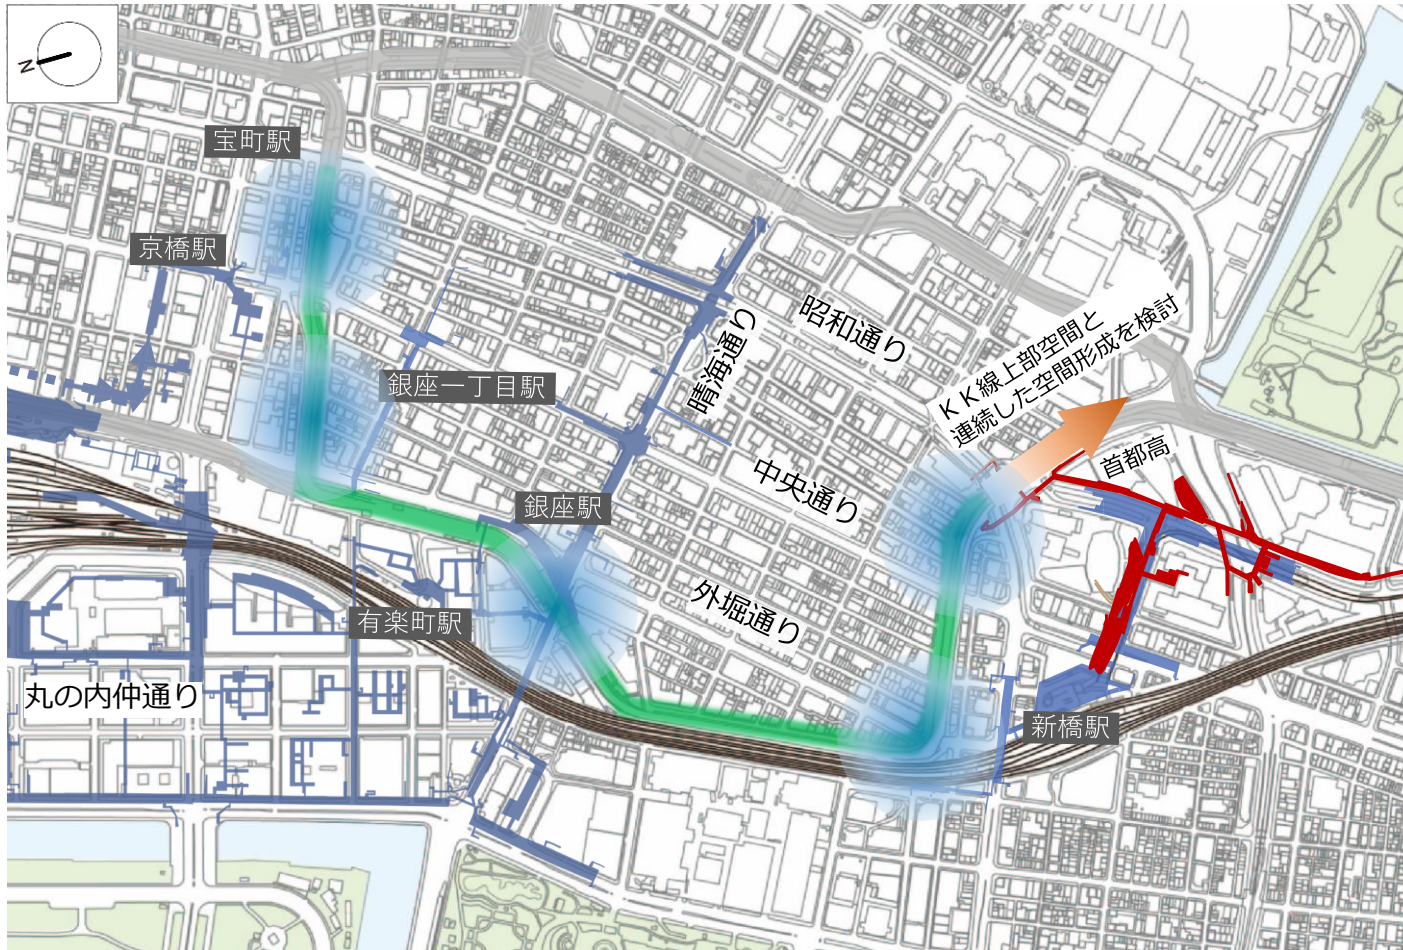 N
宝町駅
京橋駅
銀座一丁目駅
晴海通り
昭和通り
KK線上部空間と
連続した空間形成を検討
首都高
中央通り
銀座駅
外堀通り
有楽町駅
丸の内仲通り
新橋駅